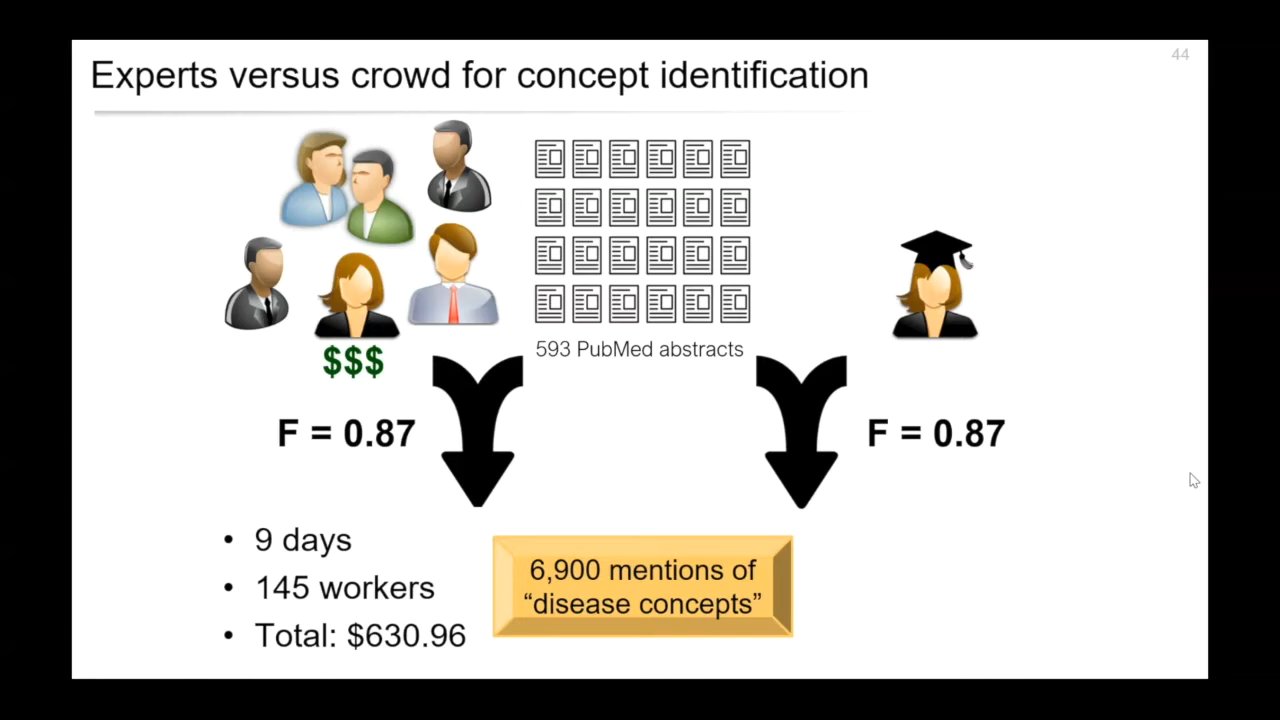 44
Experts versus crowd for concept identification
593 PubMed abstracts
$$$
F = 0.87
F = 0.87
• 9 days
• 145 workers
• Total: $630.96
6,900 mentions of
“disease concepts”